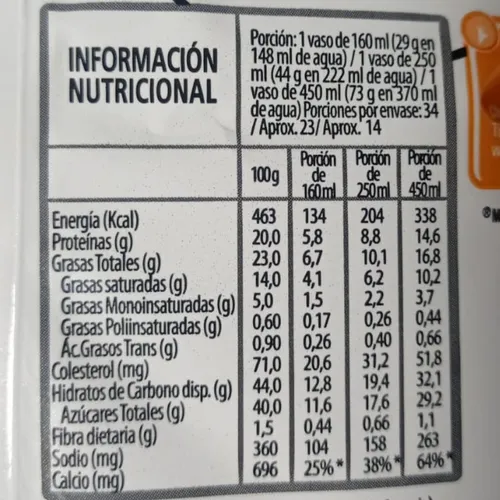 INFORMACIÓN
NUTRICIONAL
Porción: 1 vaso de 160 ml (29 g en
148 ml de agua) / 1 vaso de 250
ml (44 g en 222 ml de agua) / 1
vaso de 450 ml (73 g en 370 ml
de agua) Porciones por envase: 34
/ Aprox. 23/ Aprox. 14
100g Porción de 160ml Porción de 250ml Porción de 450ml
Energía (Kcal) 463 134 204 338
Proteínas (g) 20,0 5,8 8,8 14,6
Grasas Totales (g) 23,0 6,7 10,1 16,8
Grasas saturadas (g) 14,0 4,1 6,2 10,2
Grasas Monoinsaturadas (g) 5,0 1,5 2,2 3,7
Grasas Poliinsaturadas (g) 0,60 0,17 0,26 0,44
Ác.Grasos Trans (g) 0,90 0,26 0,40 0,66
Colesterol (mg) 71,0 20,6 31,2 51,8
Hidratos de Carbono disp. (g) 44,0 12,8 19,4 32,1
Azúcares Totales (g) 40,0 11,6 17,6 29,2
Fibra dietaria (g) 1,5 0,44 0,66 1,1
Sodio (mg) 360 104 158 263
Calcio (mg) 696 25% * 38% * 64% *